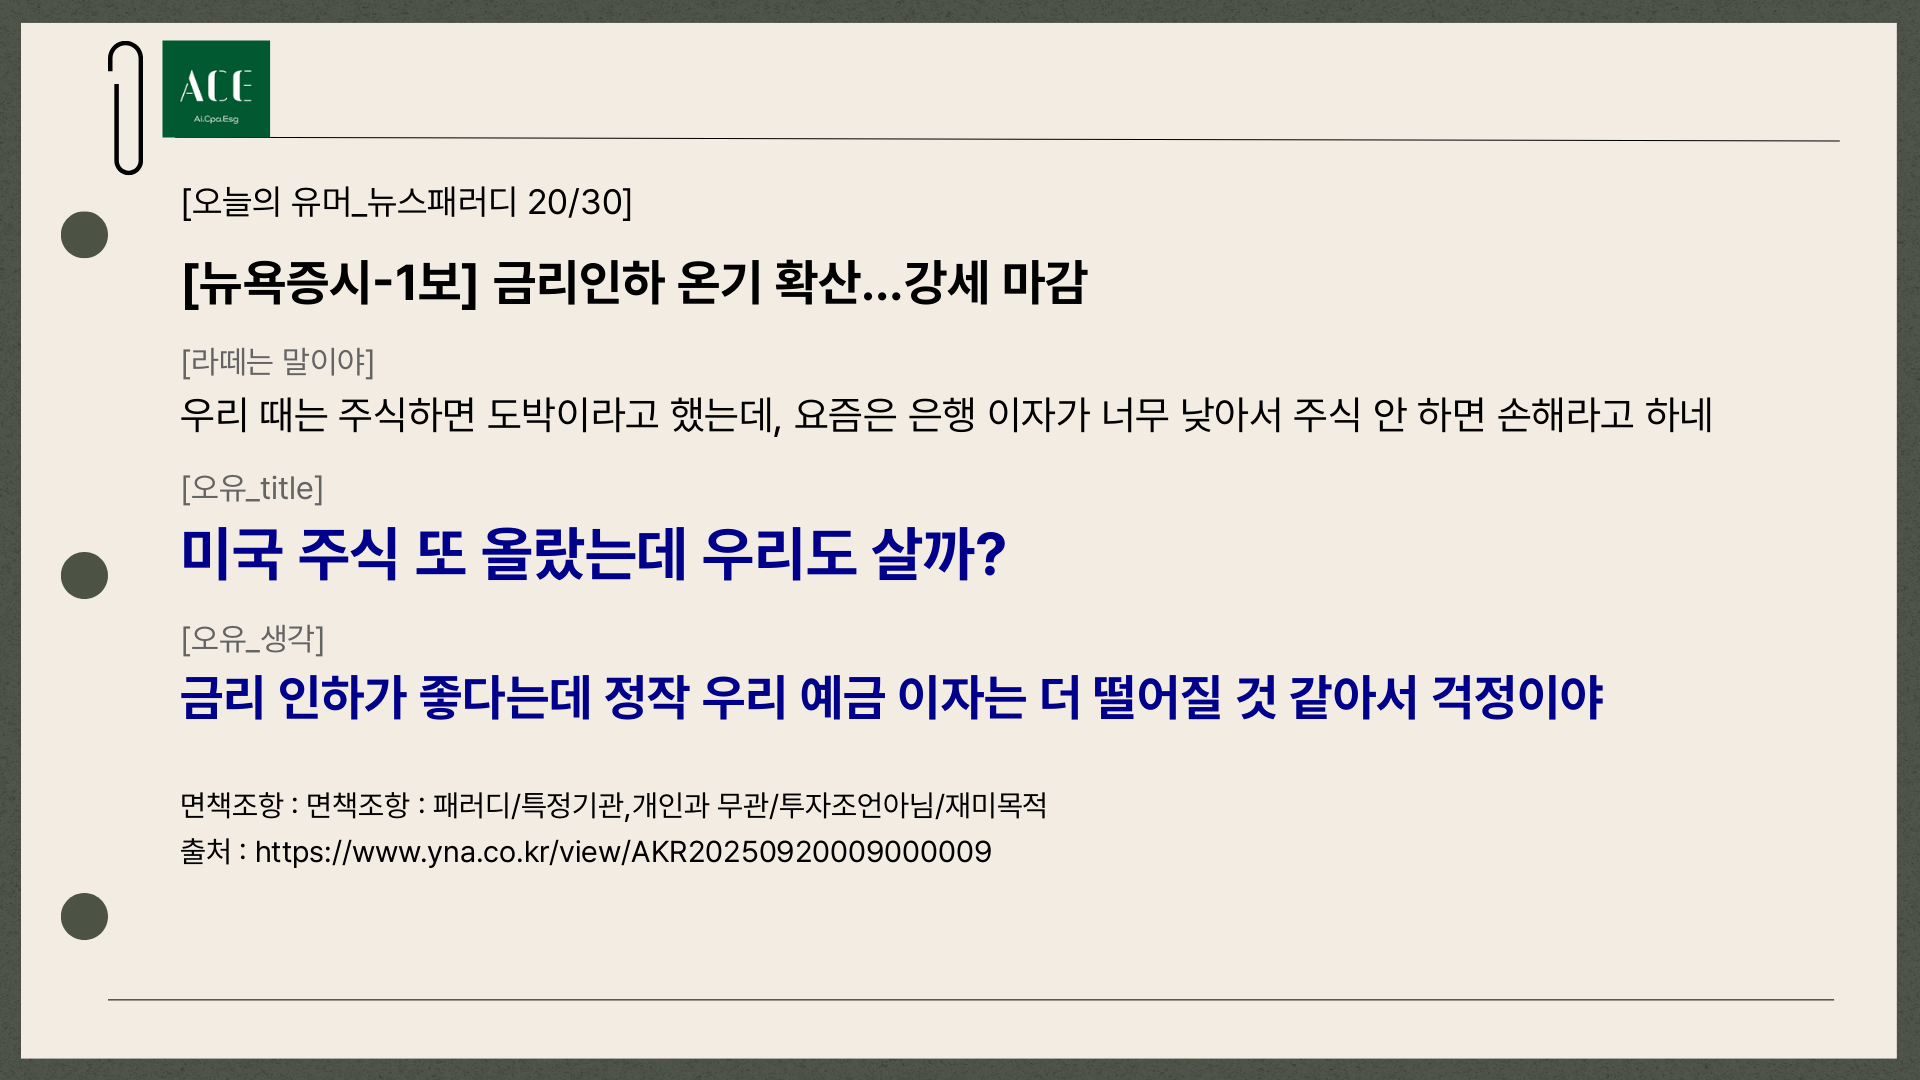 ACE
Ai.Cpa.Esg
[오늘의 유머_뉴스패러디 20/30]
[뉴욕증시-1보] 금리인하 온기 확산...강세 마감
[라떼는 말이야]
우리 때는 주식하면 도박이라고 했는데, 요즘은 은행 이자가 너무 낮아서 주식 안 하면 손해라고 하네
[오유_title]
미국 주식 또 올랐는데 우리도 살까?
[오유_생각]
금리 인하가 좋다는데 정작 우리 예금 이자는 더 떨어질 것 같아서 걱정이야
면책조항 : 면책조항 : 패러디/특정기관,개인과 무관/투자조언아님/재미목적
출처 : https://www.yna.co.kr/view/AKR20250920009000009